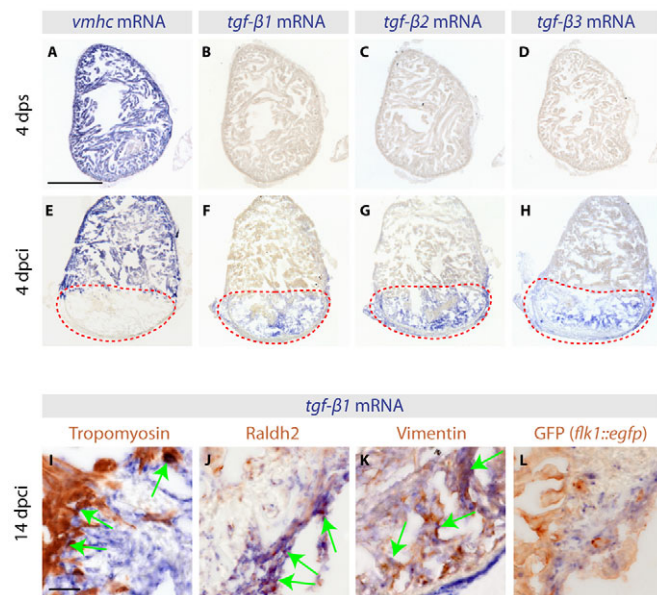 vmhc mRNA tgf-β1 mRNA tgf-β2 mRNA tgf-β3 mRNA
4 dps
A B C D
4 dpci
E F G H
tgf-β1 mRNA
Tropomyosin Raldh2 Vimentin GFP (flk1::egfp)
14 dpci
I J K L